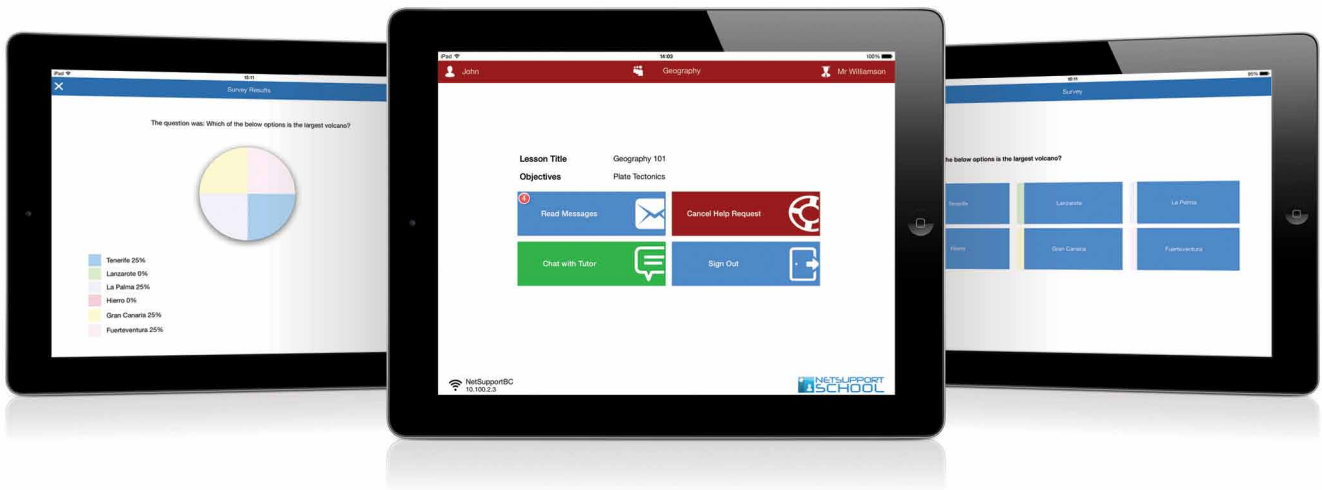 iPad
15:11
Survey Results
The question was: Which of the below options is the largest volcano?
Tenerife 25%
Lanzarote 0%
La Palma 25%
Hierro 0%
Gran Canaria 25%
Fuerteventura 25%
iPad
14:03
100%
John
Geography
Mr Williamson
Lesson Title Geography 101
Objectives Plate Tectonics
4
Read Messages
Cancel Help Request
Chat with Tutor
Sign Out
NetSupportBC
10.100.2.3
NETSUPPORT
SCHOOL
15:11
95%
Survey
he below options is the largest volcano?
Tenerife
Lanzarote
La Palma
Hierro
Gran Canaria
Fuerteventura